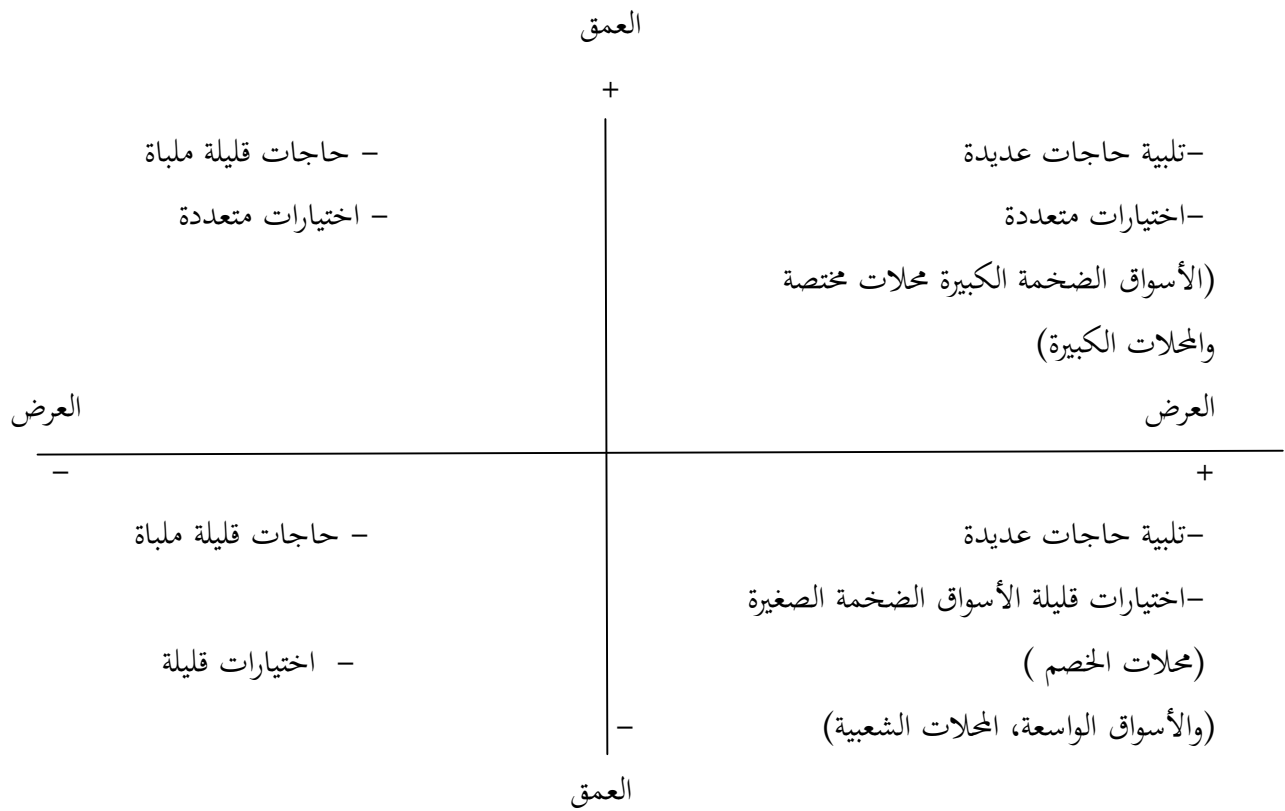 العمق
+
–تلبية حاجات عديدة
– حاجات قليلة ملباة
–اختيارات متعددة
– اختيارات متعددة
(الأسواق الضخمة الكبيرة محلات مختصة
والمحلات الكبيرة)
العرض
العرض
+
–
–تلبية حاجات عديدة
– حاجات قليلة ملباة
–اختيارات قليلة الأسواق الضخمة الصغيرة
(محلات الخصم )
– اختيارات قليلة
(والأسواق الواسعة، المحلات الشعبية)
–
العمق